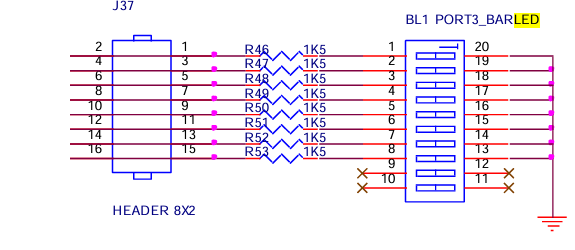 J37
BL1 PORT3_BARLED
2 1 R46 1K5 1 20
4 3 R47 1K5 2 19
6 5 R48 1K5 3 18
8 7 R49 1K5 4 17
10 9 R50 1K5 5 16
12 11 R51 1K5 6 15
14 13 R52 1K5 7 14
16 15 R53 1K5 8 13
9 12
10 11
HEADER 8X2